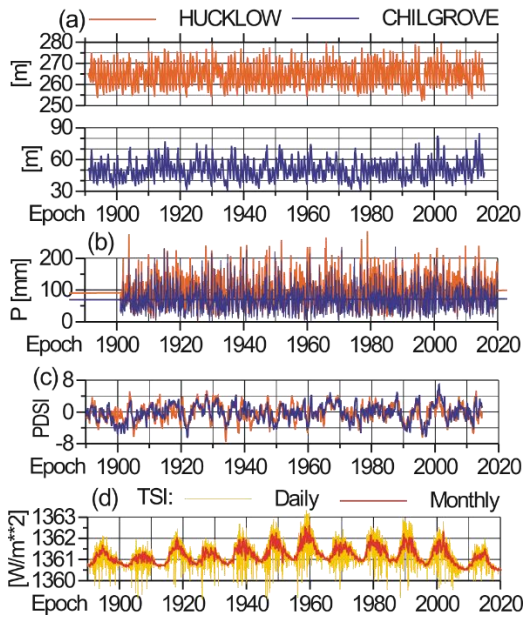 (a) HUCKLOW CHILGROVE
280
270
[m]
260
250
90
[m] 60
30
Epoch 1900 1920 1940 1960 1980 2000 2020
(b)
200
P [mm] 100
0
Epoch 1900 1920 1940 1960 1980 2000 2020
(c)
8
PDSI 0
-8
Epoch 1900 1920 1940 1960 1980 2000 2020
(d) TSI: Daily Monthly
1363
[W/m**2] 1362
1361
1360
Epoch 1900 1920 1940 1960 1980 2000 2020